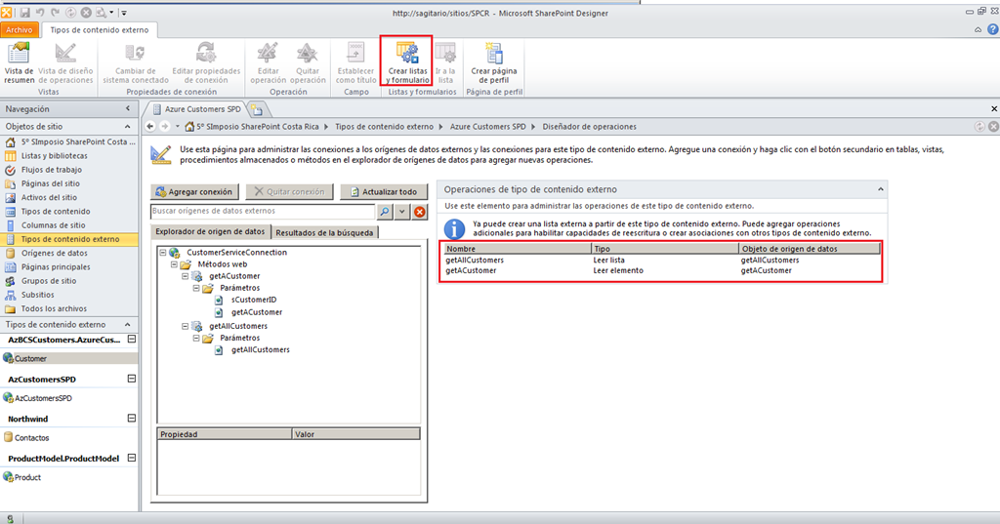 http://sagitario/sitios/SPCR - Microsoft SharePoint Designer
Archivo
Tipos de contenido externo
Vista de resumen
Vista de diseño de operaciones
Vistas
Cambiar de sistema conectado
Editar propiedades de conexión
Propiedades de conexión
Editar operación
Quitar operación
Operación
Establecer como título
Campo
Crear listas y formulario
Ir a la lista
Listas y formularios
Crear página de perfil
Página de perfil
Navegación
Objetos de sitio
5º SImposio SharePoint Costa ...
Listas y bibliotecas
Flujos de trabajo
Páginas del sitio
Activos del sitio
Tipos de contenido
Columnas de sitio
Tipos de contenido externo
Orígenes de datos
Páginas principales
Grupos de sitio
Subsitios
Todos los archivos
Tipos de contenido externo
AzBCSCustomers.AzureCus...
Customer
AzCustomersSPD
AzCustomersSPD
Northwind
Contactos
ProductModel.ProductModel
Product
Azure Customers SPD
5º SImposio SharePoint Costa Rica
Tipos de contenido externo
Azure Customers SPD
Diseñador de operaciones
Use esta página para administrar las conexiones a los orígenes de datos externos y las conexiones para este tipo de contenido externo. Agregue una conexión y haga clic con el botón secundario en tablas, vistas,
procedimientos almacenados o métodos en el explorador de orígenes de datos para agregar nuevas operaciones.
Agregar conexión
Quitar conexión
Actualizar todo
Buscar orígenes de datos externos
Explorador de origen de datos
Resultados de la búsqueda
CustomerServiceConnection
Métodos web
getACustomer
Parámetros
sCustomerID
getACustomer
getAllCustomers
Parámetros
getAllCustomers
Propiedad Valor
Operaciones de tipo de contenido externo
Use este elemento para administrar las operaciones de este tipo de contenido externo.
Ya puede crear una lista externa a partir de este tipo de contenido externo. Puede agregar operaciones
adicionales para habilitar capacidades de reescritura o crear asociaciones con otros tipos de contenido externo.
Nombre Tipo Objeto de origen de datos
getAllCustomers Leer lista getAllCustomers
getACustomer Leer elemento getACustomer